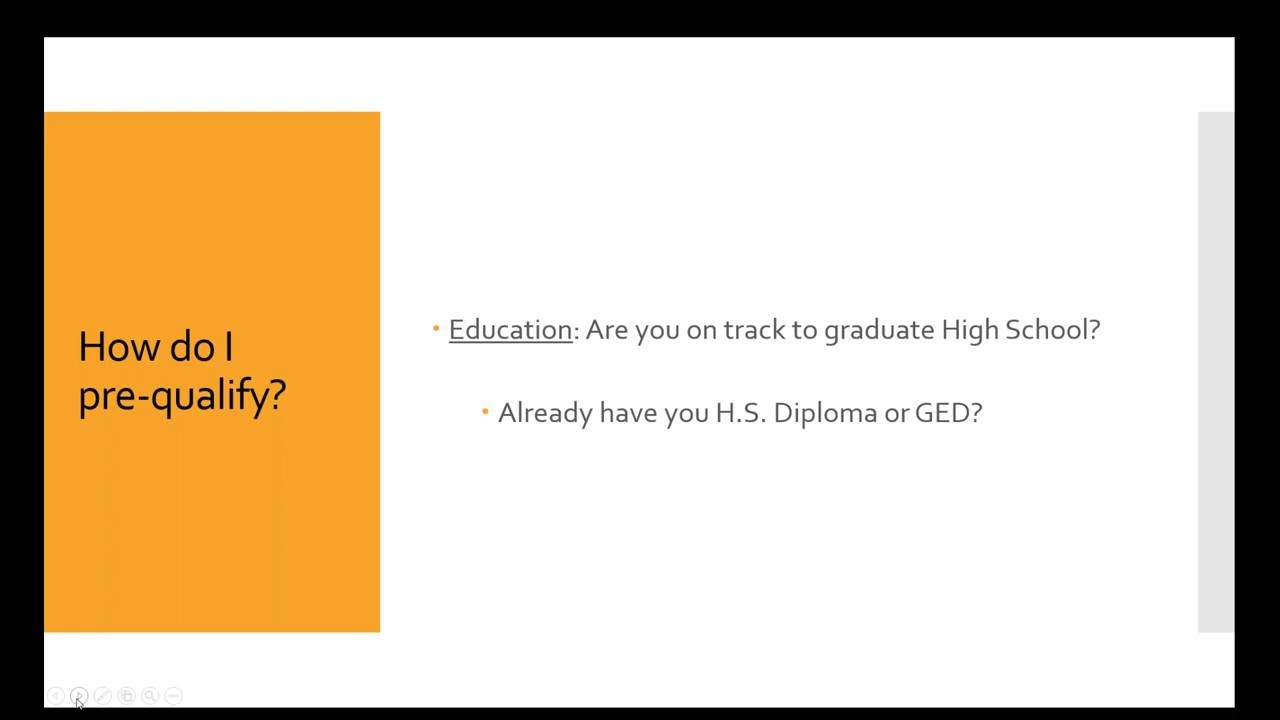 How do I
pre-qualify?
• Education: Are you on track to graduate High School?
• Already have you H.S. Diploma or GED?